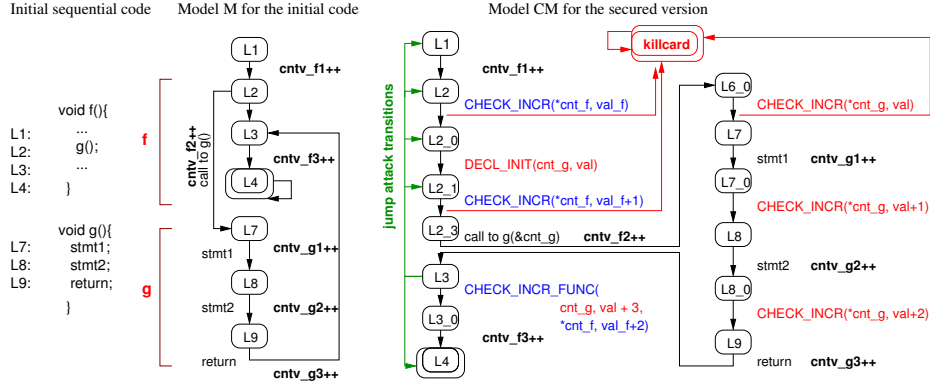 Initial sequential code
void f(){
L1: ...
L2: g();
L3: ...
L4: }
f
void g(){
L7: stmt1;
L8: stmt2;
L9: return;
}
g
Model M for the initial code
L1
cntv_f1++
L2
cntv_f2++
call to g()
L3
cntv_f3++
L4
L7
stmt1 cntv_g1++
L8
stmt2 cntv_g2++
L9
return
cntv_g3++
Model CM for the secured version
jump attack transitions
killcard
L1
cntv_f1++
L2
CHECK_INCR(*cnt_f, val_f)
L2_0
DECL_INIT(cnt_g, val)
L2_1
CHECK_INCR(*cnt_f, val_f+1)
L2_3
call to g(&cnt_g) cntv_f2++
L3
CHECK_INCR_FUNC(
cnt_g, val + 3,
*cnt_f, val_f+2)
L3_0
cntv_f3++
L4
L6_0
CHECK_INCR(*cnt_g, val)
L7
stmt1 cntv_g1++
L7_0
CHECK_INCR(*cnt_g, val+1)
L8
stmt2 cntv_g2++
L8_0
CHECK_INCR(*cnt_g, val+2)
L9
return cntv_g3++